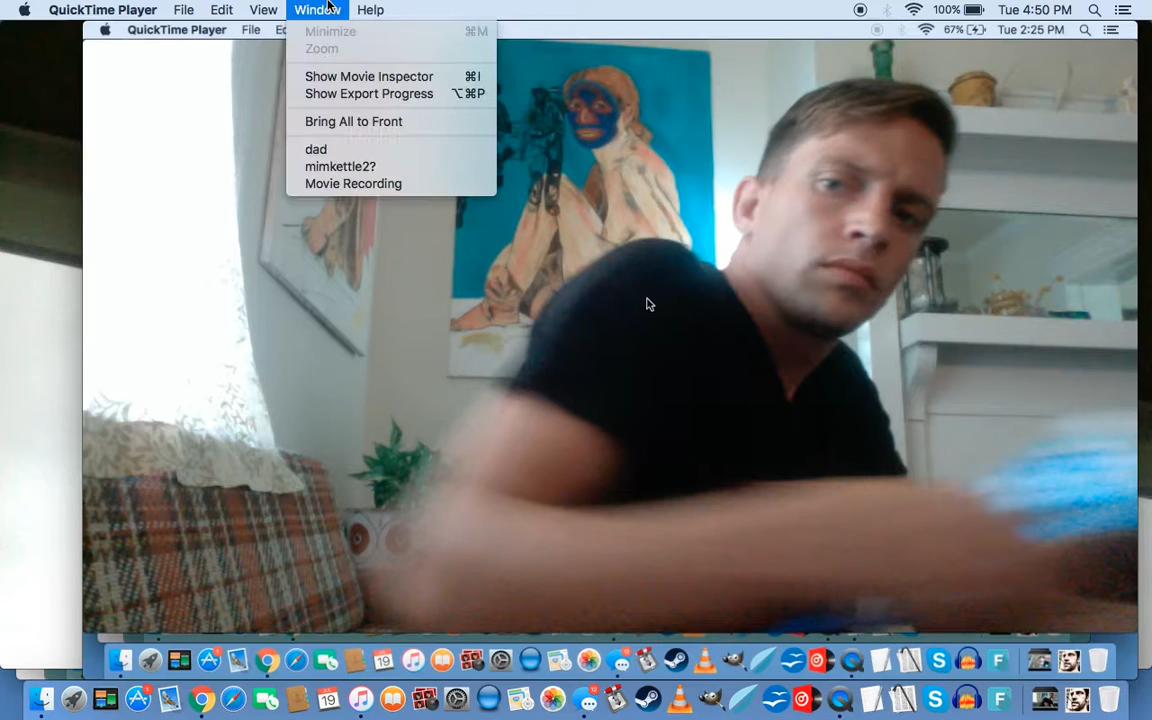 QuickTime Player File Edit View Window Help 100% Tue 4:50 PM
QuickTime Player File Ed 67% Tue 2:25 PM
Minimize ⌘M
Zoom
Show Movie Inspector ⌘I
Show Export Progress ⌥⌘P
Bring All to Front
dad
mimkettle2?
Movie Recording
19 S F
19 S F